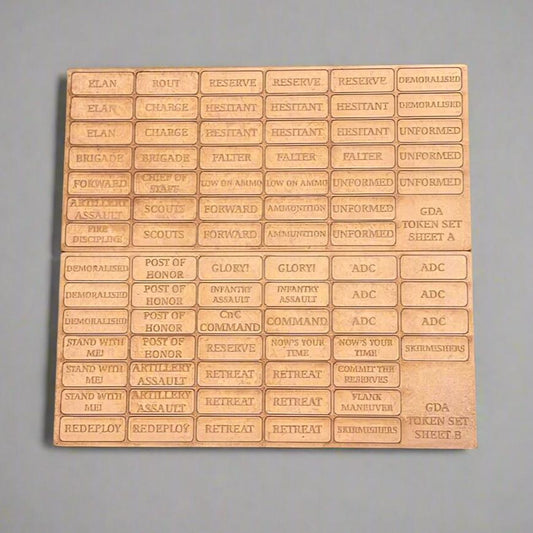 ELAN ROUT RESERVE RESERVE RESERVE DEMORALISED
ELAN CHARGE HESITANT HESITANT HESITANT DEMORALISED
ELAN CHARGE HESITANT HESITANT HESITANT UNFORMED
BRIGADE BRIGADE FALTER FALTER FALTER UNFORMED
FORWARD CHIEF OF STAFF LOW ON AMMO LOW ON AMMO UNFORMED UNFORMED
ARTILLERY ASSAULT SCOUTS FORWARD AMMUNITION UNFORMED
FIRE DISCIPLINE SCOUTS FORWARD AMMUNITION UNFORMED
GDA
TOKEN SET
SHEET A
DEMORALISED POST OF HONOR GLORY! GLORY! ADC ADC
DEMORALISED POST OF HONOR INFANTRY ASSAULT INFANTRY ASSAULT ADC ADC
DEMORALISED POST OF HONOR CnC COMMAND COMMAND ADC ADC
STAND WITH ME! POST OF HONOR RESERVE NOW'S YOUR TIME NOW'S YOUR TIME SKIRMISHERS
STAND WITH ME! ARTILLERY ASSAULT RETREAT RETREAT COMMIT THE RESERVES
STAND WITH ME! ARTILLERY ASSAULT RETREAT RETREAT FLANK MANEUVER
REDEPLOY REDEPLOY RETREAT RETREAT SKIRMISHERS
GDA
TOKEN SET
SHEET B